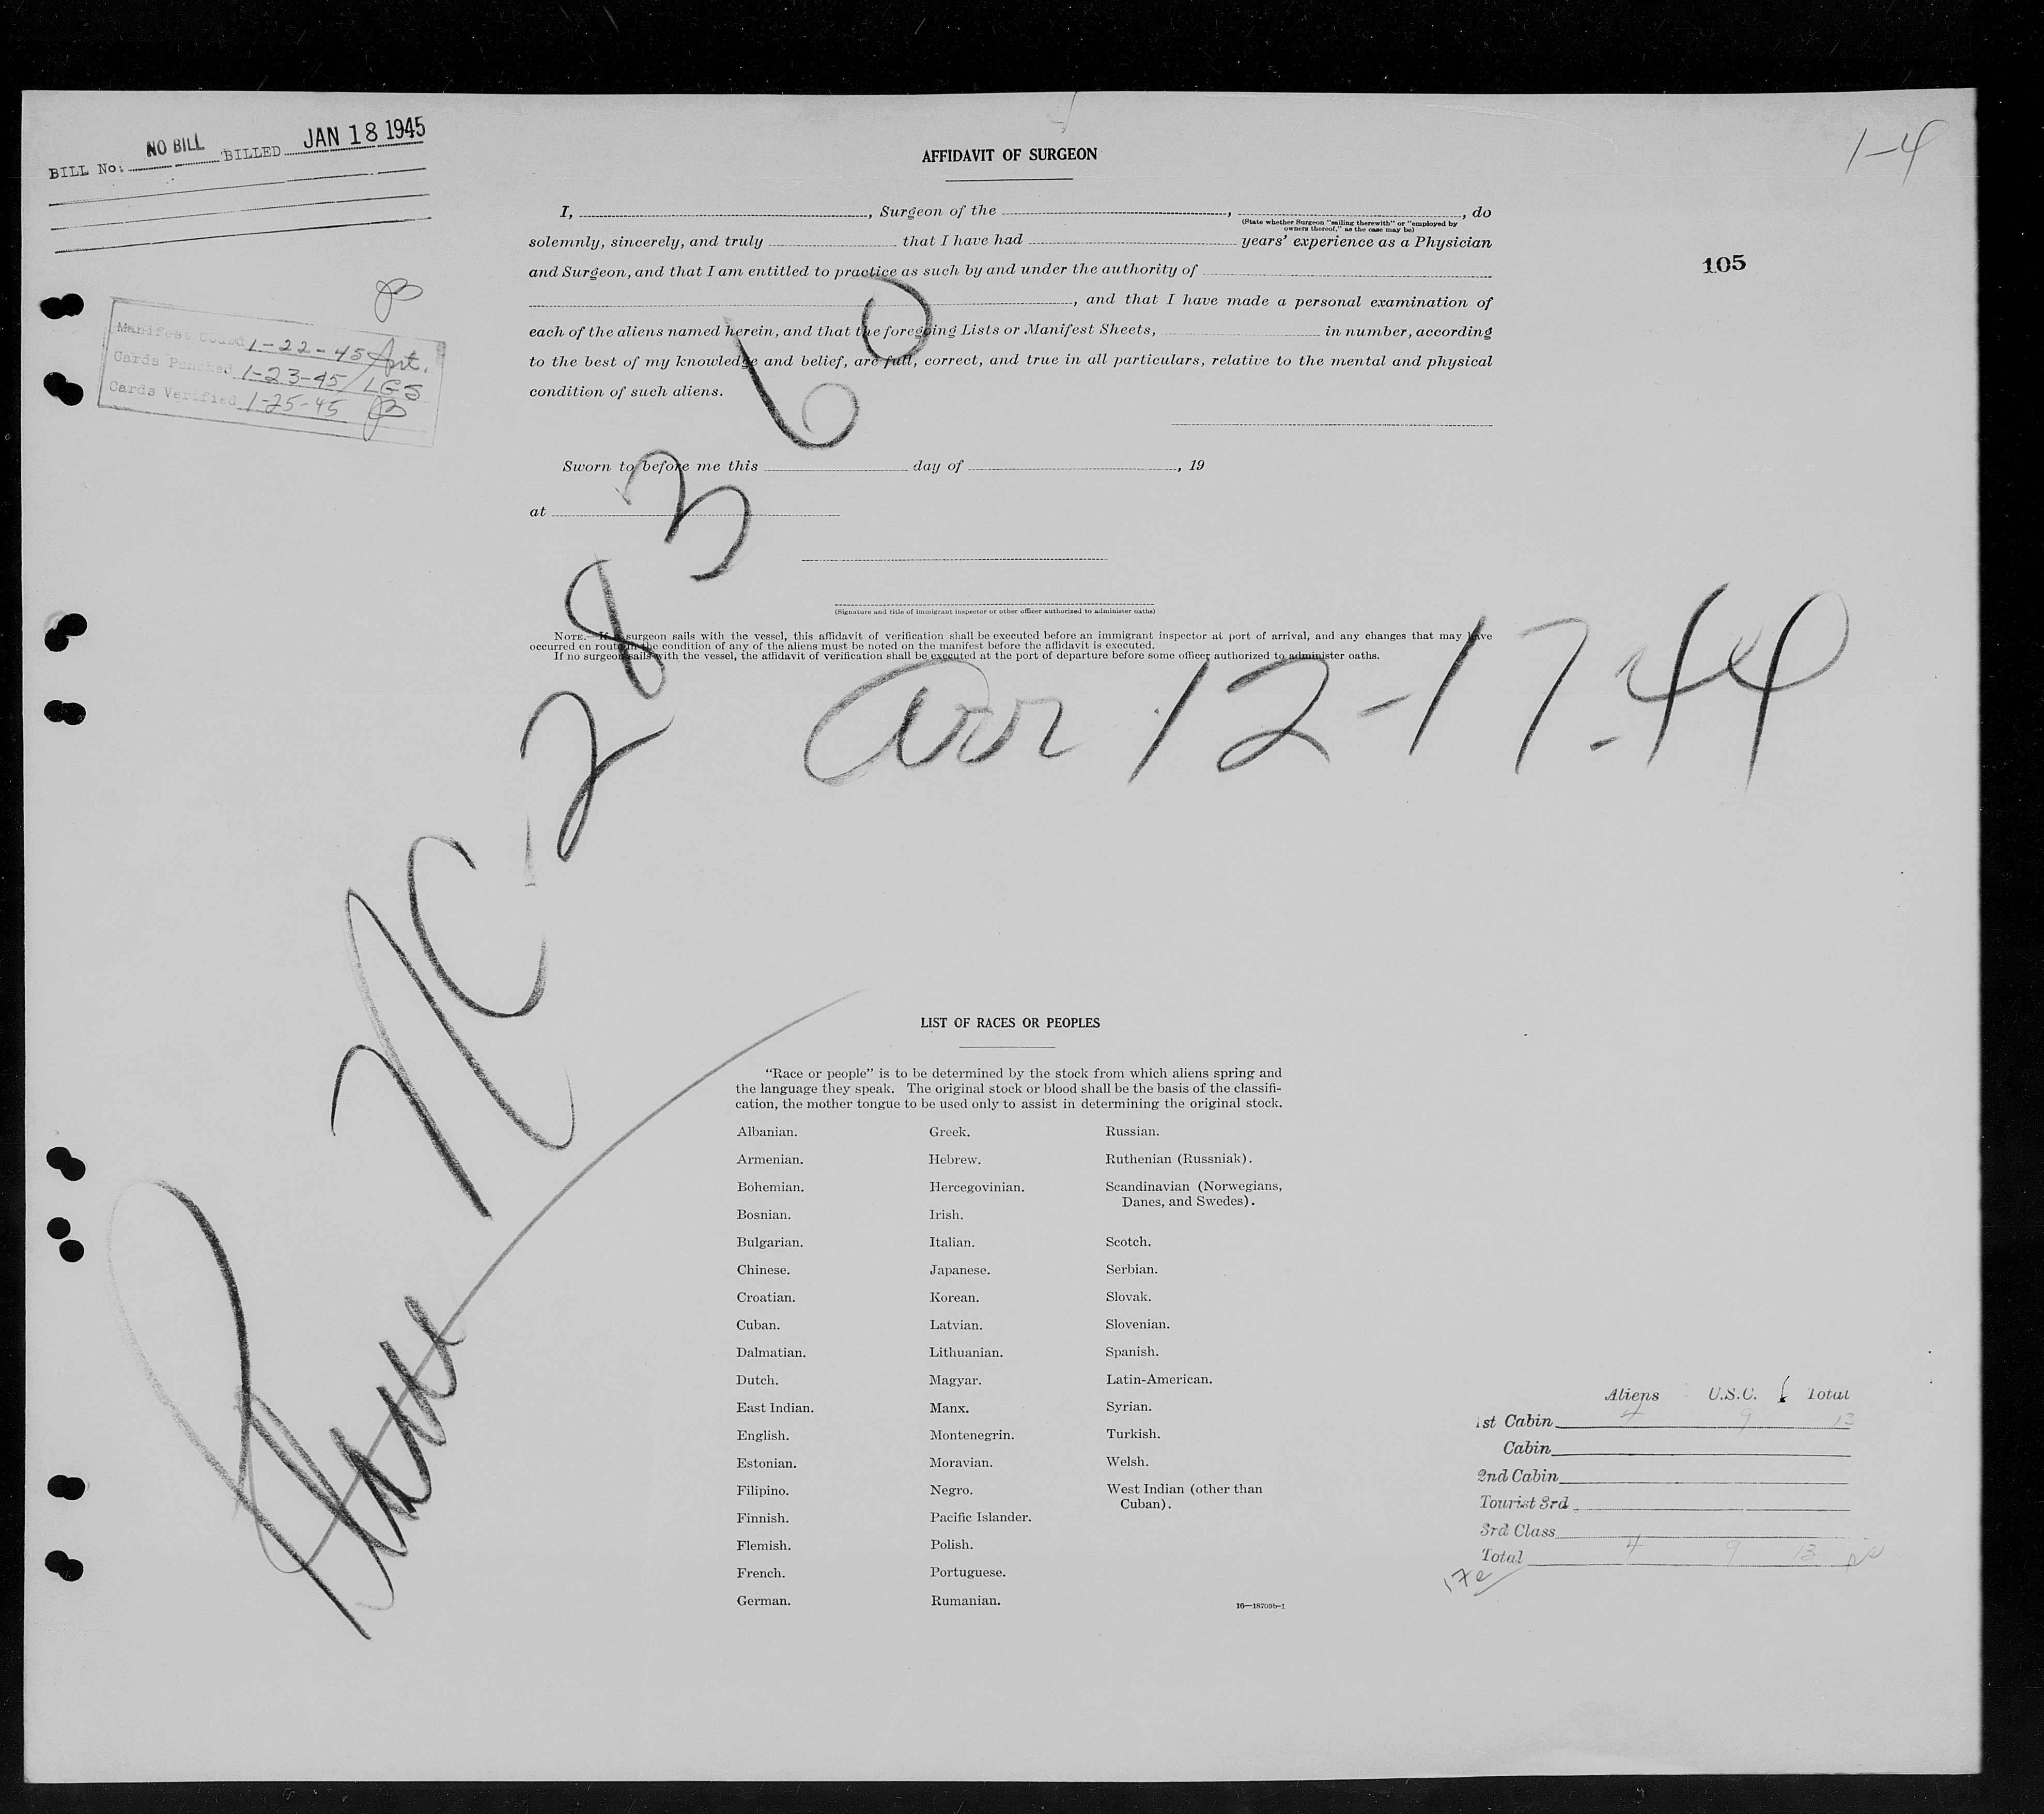 BILL No: NO BILL BILLED JAN 18 1945
1-4
105
Manifest Coded 1-22-45
Cards Punched 1-23-45/LGS
Cards Verified 1-25-45
AFFIDAVIT OF SURGEON
I, , Surgeon of the , , do
(State whether Surgeon "sailing therewith" or "employed by
owners thereof," as the case may be)
solemnly, sincerely, and truly that I have had years' experience as a Physician
and Surgeon, and that I am entitled to practice as such by and under the authority of
, and that I have made a personal examination of
each of the aliens named herein, and that the foregoing Lists or Manifest Sheets, in number, according
to the best of my knowledge and belief, are full, correct, and true in all particulars, relative to the mental and physical
condition of such aliens.
Sworn to before me this day of , 19
at
(Signature and title of immigrant inspector or other officer authorized to administer oaths)
NOTE.—If a surgeon sails with the vessel, this affidavit of verification shall be executed before an immigrant inspector at port of arrival, and any changes that may have
occurred en route in the condition of any of the aliens must be noted on the manifest before the affidavit is executed.
If no surgeon sails with the vessel, the affidavit of verification shall be executed at the port of departure before some officer authorized to administer oaths.
arr 12-17-44
Plane NC-28360
LIST OF RACES OR PEOPLES
"Race or people" is to be determined by the stock from which aliens spring and
the language they speak. The original stock or blood shall be the basis of the classifi-
cation, the mother tongue to be used only to assist in determining the original stock.
Albanian.
Armenian.
Bohemian.
Bosnian.
Bulgarian.
Chinese.
Croatian.
Cuban.
Dalmatian.
Dutch.
East Indian.
English.
Estonian.
Filipino.
Finnish.
Flemish.
French.
German.
Greek.
Hebrew.
Hercegovinian.
Irish.
Italian.
Japanese.
Korean.
Latvian.
Lithuanian.
Magyar.
Manx.
Montenegrin.
Moravian.
Negro.
Pacific Islander.
Polish.
Portuguese.
Rumanian.
Russian.
Ruthenian (Russniak).
Scandinavian (Norwegians,
Danes, and Swedes).
Scotch.
Serbian.
Slovak.
Slovenian.
Spanish.
Latin-American.
Syrian.
Turkish.
Welsh.
West Indian (other than
Cuban).
16—18709b-1
Aliens U.S.C. Total
1st Cabin 4 9 13
Cabin
2nd Cabin
Tourist 3rd
3rd Class
Total 4 9 13